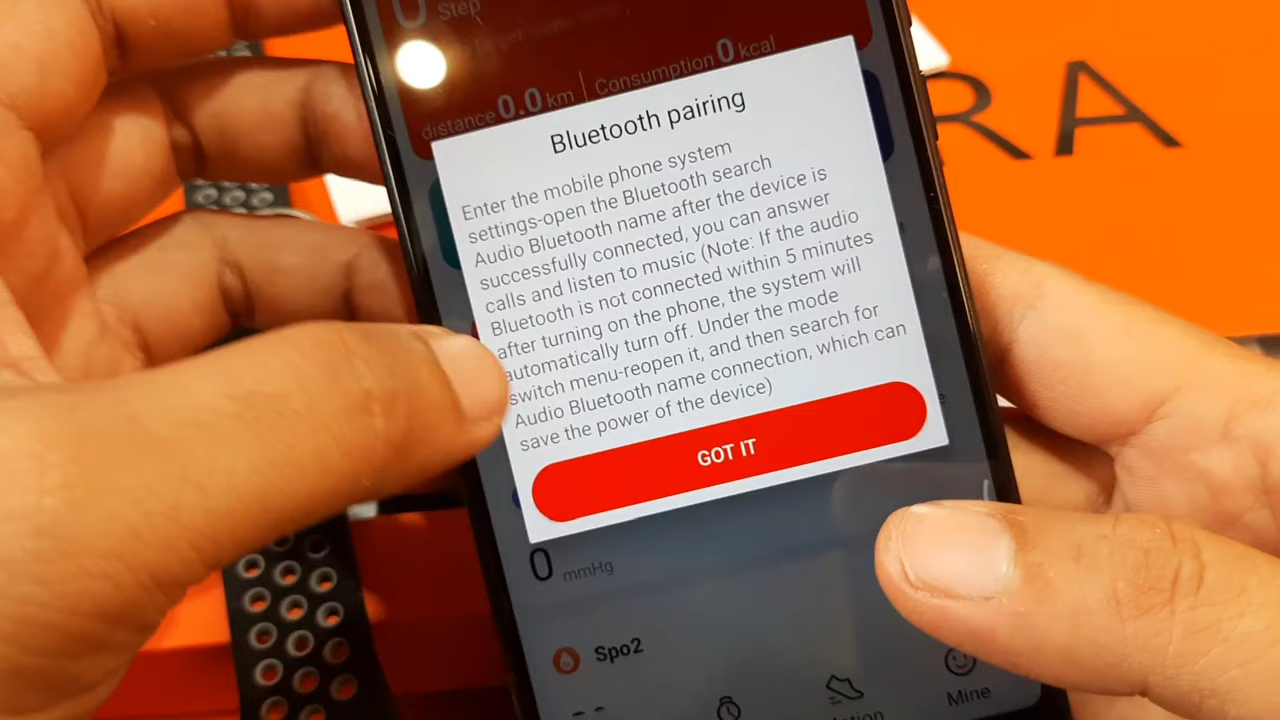 0 Step
distance 0.0 km | Consumption 0 kcal
RA
Bluetooth pairing
Enter the mobile phone system
settings-open the Bluetooth search
Audio Bluetooth name after the device is
successfully connected, you can answer
calls and listen to music (Note: If the audio
Bluetooth is not connected within 5 minutes
after turning on the phone, the system will
automatically turn off. Under the mode
switch menu-reopen it, and then search for
Audio Bluetooth name connection, which can
save the power of the device)
GOT IT
0 mmHg
Spo2
Mine